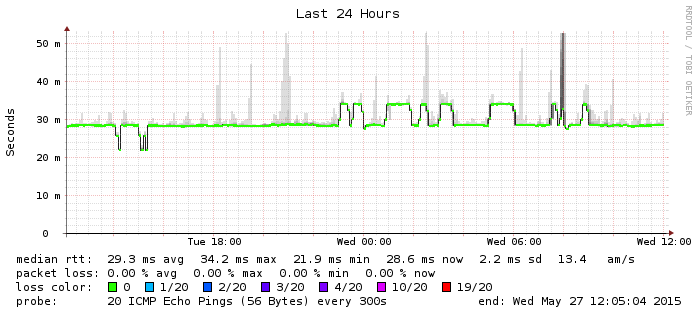 Last 24 Hours
RRDTOOL / TOBI OETIKER
Seconds
50 m
40 m
30 m
20 m
10 m
0
Tue 18:00 Wed 00:00 Wed 06:00 Wed 12:00
median rtt: 29.3 ms avg 34.2 ms max 21.9 ms min 28.6 ms now 2.2 ms sd 13.4 am/s
packet loss: 0.00 % avg 0.00 % max 0.00 % min 0.00 % now
loss color: 0 1/20 2/20 3/20 4/20 10/20 19/20
probe: 20 ICMP Echo Pings (56 Bytes) every 300s end: Wed May 27 12:05:04 2015